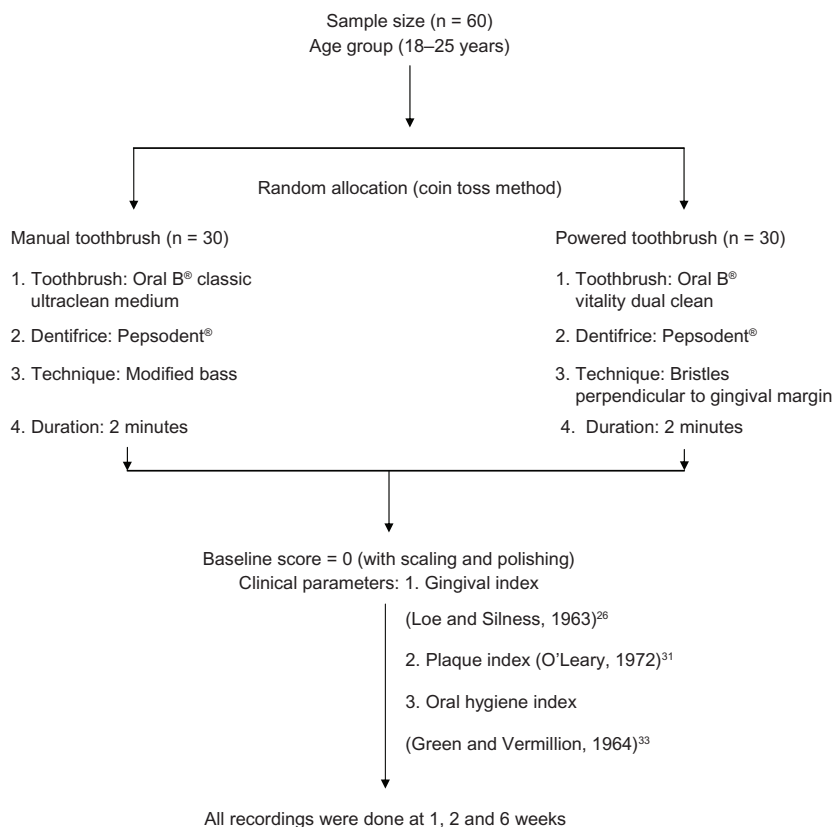 Sample size (n = 60)
Age group (18–25 years)
Random allocation (coin toss method)
Manual toothbrush (n = 30)
1. Toothbrush: Oral B® classic
ultraclean medium
2. Dentifrice: Pepsodent®
3. Technique: Modified bass
4. Duration: 2 minutes
Powered toothbrush (n = 30)
1. Toothbrush: Oral B®
vitality dual clean
2. Dentifrice: Pepsodent®
3. Technique: Bristles
perpendicular to gingival margin
4. Duration: 2 minutes
Baseline score = 0 (with scaling and polishing)
Clinical parameters: 1. Gingival index
(Loe and Silness, 1963)²⁶
2. Plaque index (O'Leary, 1972)³¹
3. Oral hygiene index
(Green and Vermillion, 1964)³³
All recordings were done at 1, 2 and 6 weeks